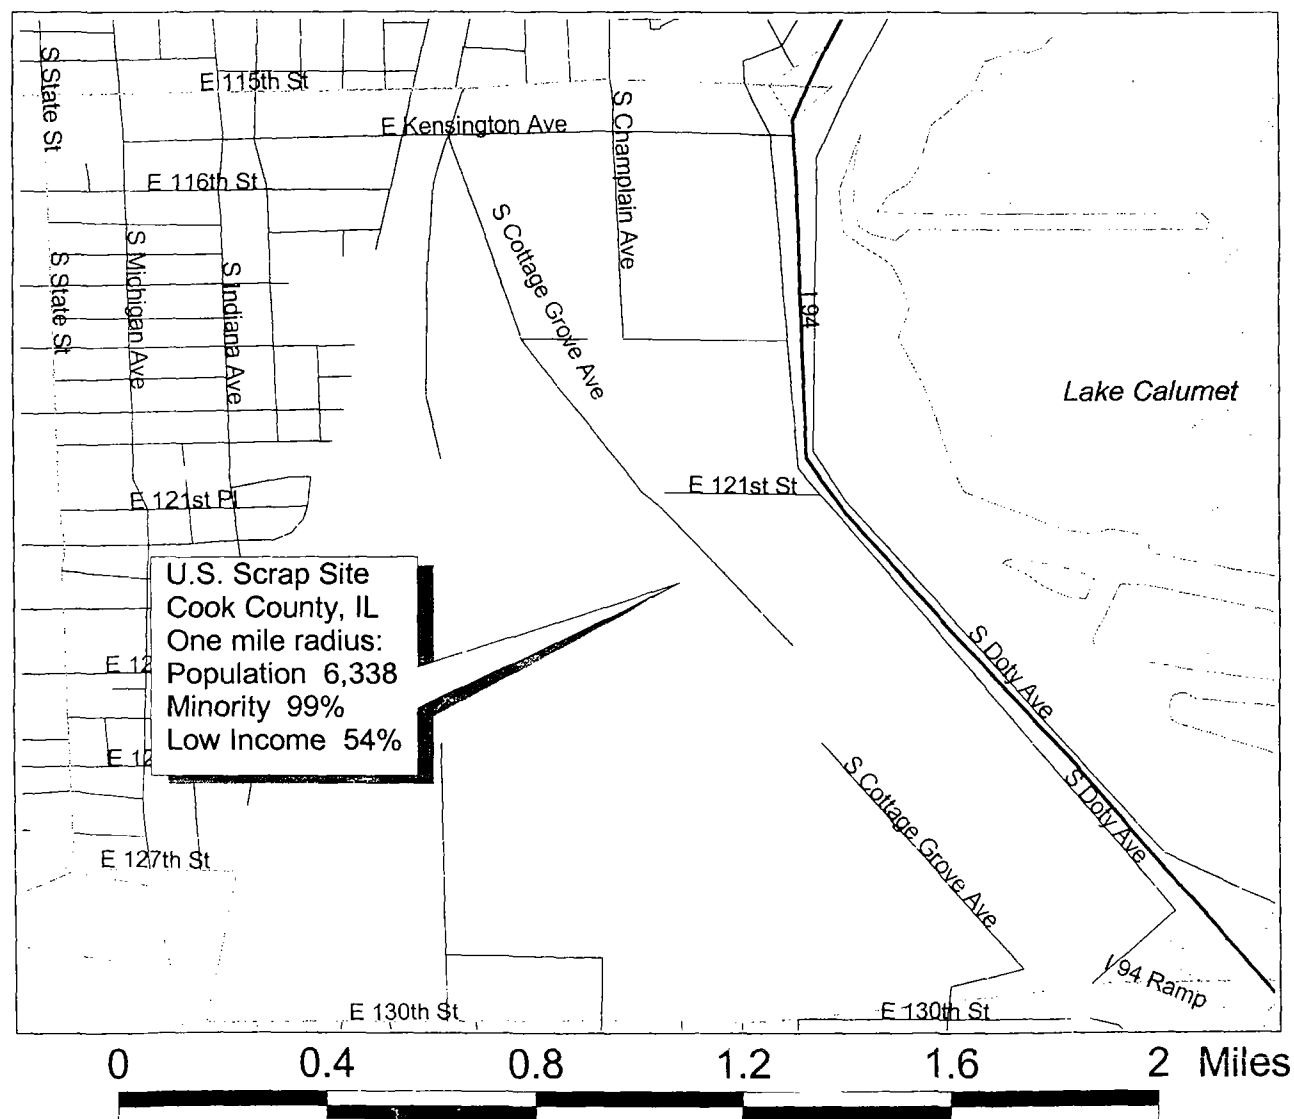 E 115th St
S State St
E Kensington Ave
S Champlain Ave
E 116th St
S Cottage Grove Ave
S Michigan Ave
S State St
S Indiana Ave
I 94
Lake Calumet
E 121st St
E 121st Pl
U.S. Scrap Site
Cook County, IL
One mile radius:
Population 6,338
Minority 99%
Low Income 54%
E 12
E 12
S Doty Ave
S Doty Ave
S Cottage Grove Ave
E 127th St
I 94 Ramp
E 130th St
E 130th St
0 0.4 0.8 1.2 1.6 2 Miles